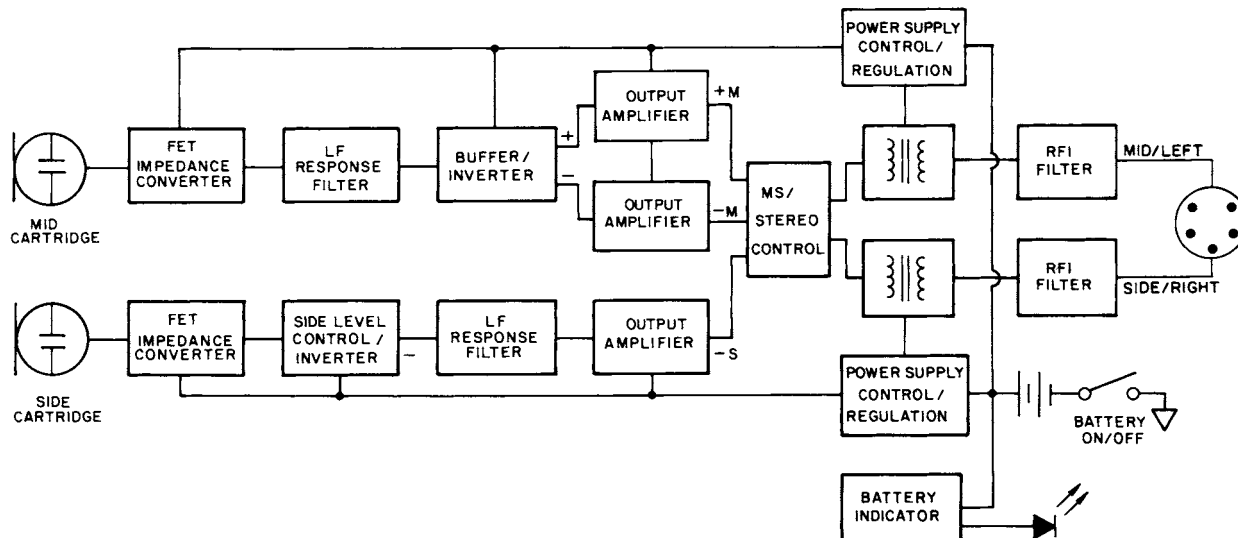 POWER SUPPLY
CONTROL/
REGULATION
FET
IMPEDANCE
CONVERTER
LF
RESPONSE
FILTER
BUFFER/
INVERTER
+
−
OUTPUT
AMPLIFIER
+M
OUTPUT
AMPLIFIER
−M
MS/
STEREO
CONTROL
RFI
FILTER
MID/LEFT
MID
CARTRIDGE
RFI
FILTER
SIDE/RIGHT
FET
IMPEDANCE
CONVERTER
SIDE LEVEL
CONTROL/
INVERTER
−
LF
RESPONSE
FILTER
OUTPUT
AMPLIFIER
−S
SIDE
CARTRIDGE
POWER SUPPLY
CONTROL/
REGULATION
BATTERY
ON/OFF
BATTERY
INDICATOR